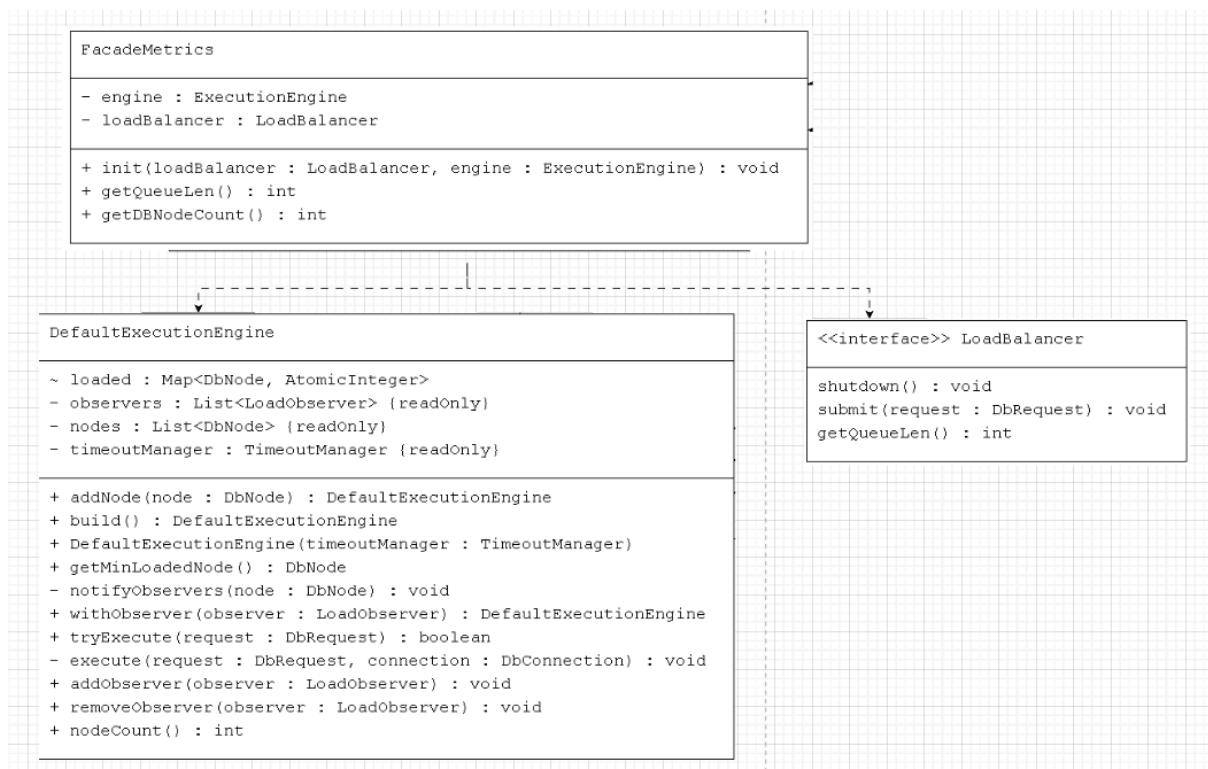 FacadeMetrics
- engine : ExecutionEngine
- loadBalancer : LoadBalancer
+ init(loadBalancer : LoadBalancer, engine : ExecutionEngine) : void
+ getQueueLen() : int
+ getDBNodeCount() : int
DefaultExecutionEngine
~ loaded : Map<DbNode, AtomicInteger>
- observers : List<LoadObserver> {readOnly}
- nodes : List<DbNode> {readOnly}
- timeoutManager : TimeoutManager {readOnly}
+ addNode(node : DbNode) : DefaultExecutionEngine
+ build() : DefaultExecutionEngine
+ DefaultExecutionEngine(timeoutManager : TimeoutManager)
+ getMinLoadedNode() : DbNode
- notifyObservers(node : DbNode) : void
+ withObserver(observer : LoadObserver) : DefaultExecutionEngine
+ tryExecute(request : DbRequest) : boolean
- execute(request : DbRequest, connection : DbConnection) : void
+ addObserver(observer : LoadObserver) : void
+ removeObserver(observer : LoadObserver) : void
+ nodeCount() : int
<<interface>> LoadBalancer
shutdown() : void
submit(request : DbRequest) : void
getQueueLen() : int